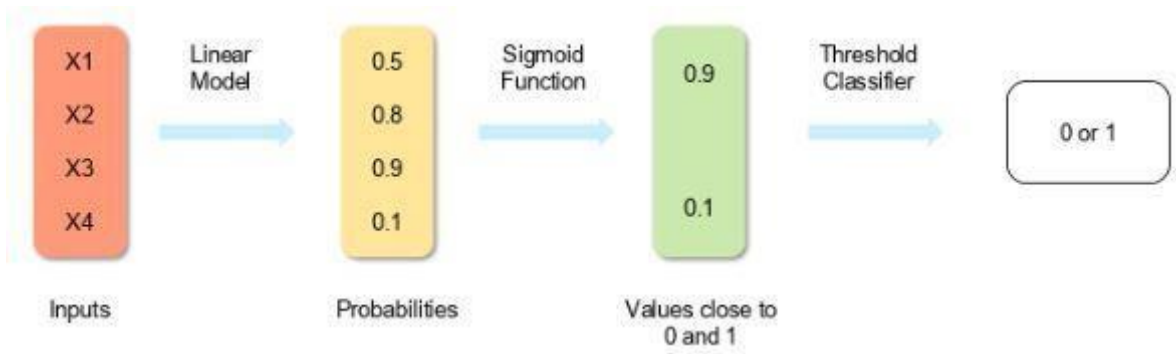 X1
X2
X3
X4
Inputs
Linear
Model
0.5
0.8
0.9
0.1
Probabilities
Sigmoid
Function
0.9
0.1
Values close to
0 and 1
Threshold
Classifier
0 or 1